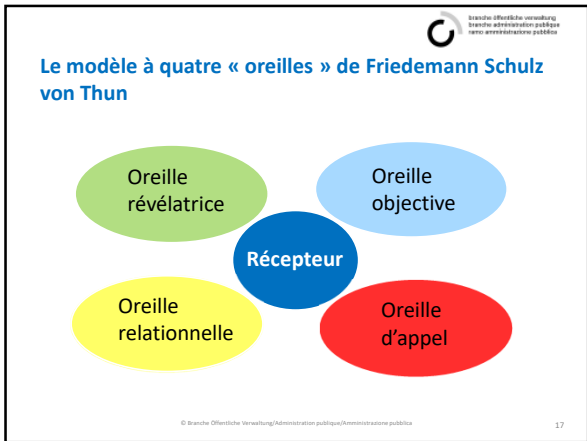 branche öffentliche verwaltung
branche administration publique
ramo amministrazione pubblica
Le modèle à quatre « oreilles » de Friedemann Schulz
von Thun
Oreille
révélatrice
Oreille
objective
Récepteur
Oreille
relationnelle
Oreille
d'appel
© Branche Öffentliche Verwaltung/Administration publique/Amministrazione pubblica
17